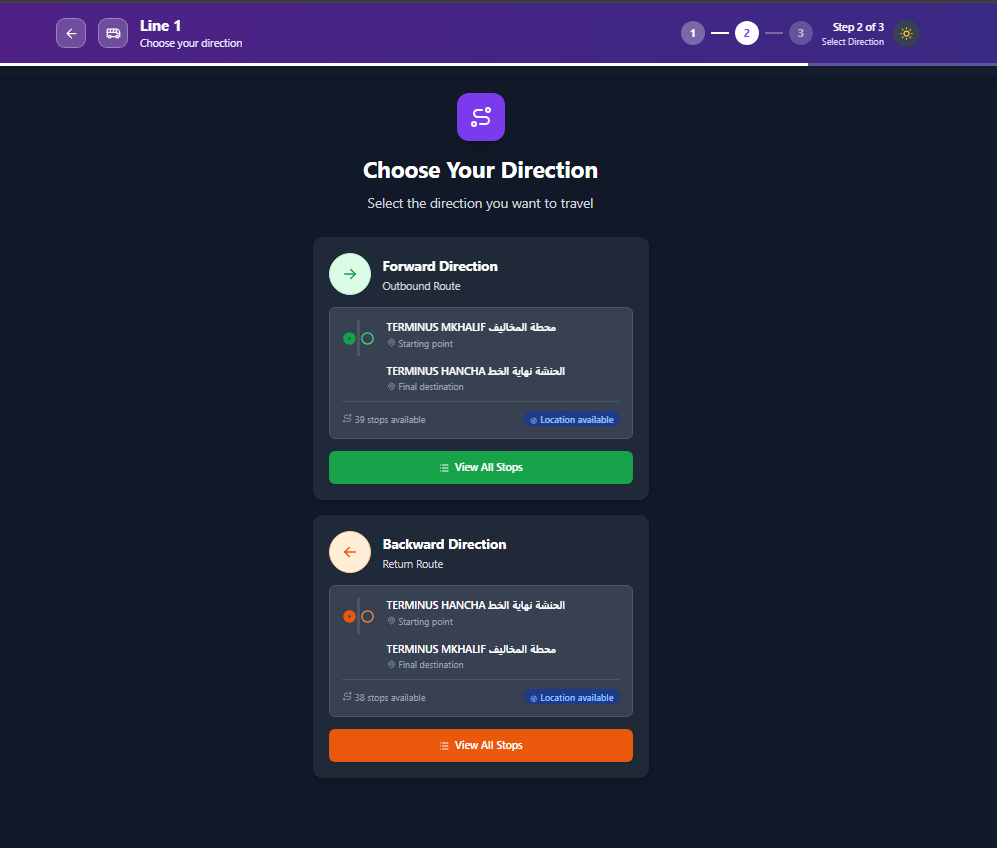 Line 1
Choose your direction
1
2
3
Step 2 of 3
Select Direction
Choose Your Direction
Select the direction you want to travel
Forward Direction
Outbound Route
TERMINUS MKHALIF محطة المخاليف
Starting point
TERMINUS HANCHA الحنشة نهاية الخط
Final destination
39 stops available
Location available
View All Stops
Backward Direction
Return Route
TERMINUS HANCHA الحنشة نهاية الخط
Starting point
TERMINUS MKHALIF محطة المخاليف
Final destination
38 stops available
Location available
View All Stops